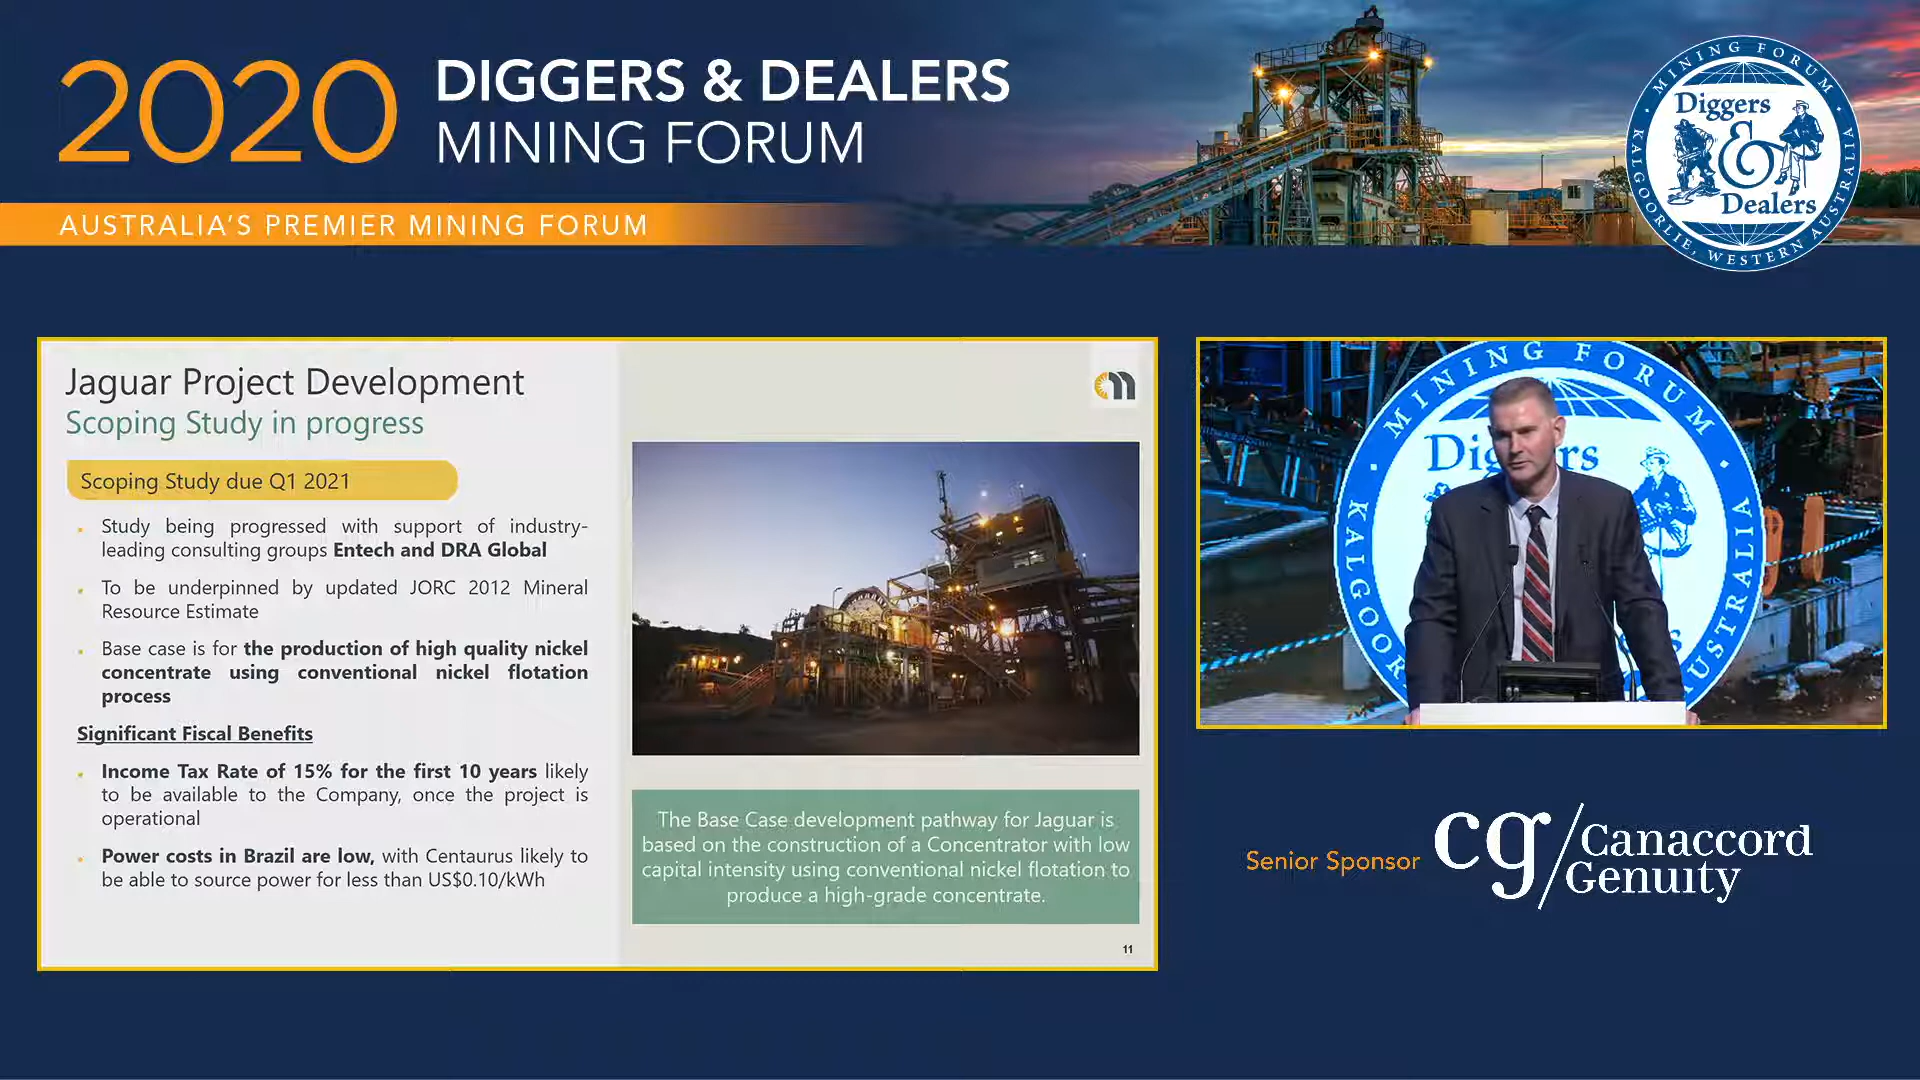 2020
DIGGERS & DEALERS
MINING FORUM
AUSTRALIA'S PREMIER MINING FORUM
· MINING FORUM ·
KALGOORLIE, WESTERN AUSTRALIA
Diggers
&
Dealers
Jaguar Project Development
Scoping Study in progress
Scoping Study due Q1 2021
Study being progressed with support of industry-
leading consulting groups Entech and DRA Global
To be underpinned by updated JORC 2012 Mineral
Resource Estimate
Base case is for the production of high quality nickel
concentrate using conventional nickel flotation
process
Significant Fiscal Benefits
Income Tax Rate of 15% for the first 10 years likely
to be available to the Company, once the project is
operational
Power costs in Brazil are low, with Centaurus likely to
be able to source power for less than US$0.10/kWh
The Base Case development pathway for Jaguar is
based on the construction of a Concentrator with low
capital intensity using conventional nickel flotation to
produce a high-grade concentrate.
11
· MINING FORUM ·
KALGOOR
AUSTRALIA
Dig rs
s
Senior Sponsor
cg/Canaccord
Genuity